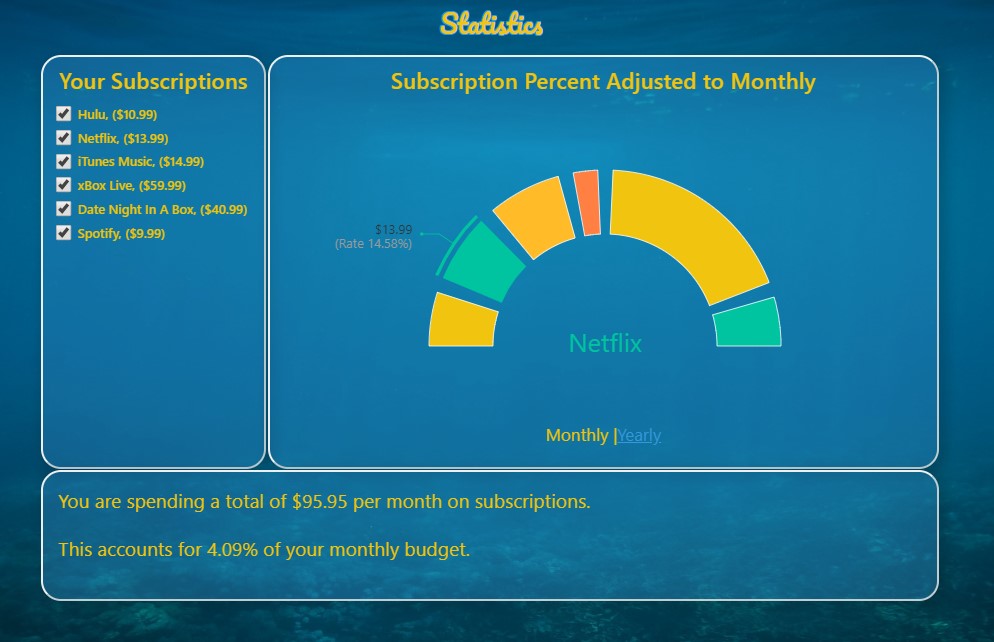 Statistics
Your Subscriptions
Hulu, ($10.99)
Netflix, ($13.99)
iTunes Music, ($14.99)
xBox Live, ($59.99)
Date Night In A Box, ($40.99)
Spotify, ($9.99)
Subscription Percent Adjusted to Monthly
$13.99
(Rate 14.58%)
Netflix
Monthly |Yearly
You are spending a total of $95.95 per month on subscriptions.
This accounts for 4.09% of your monthly budget.